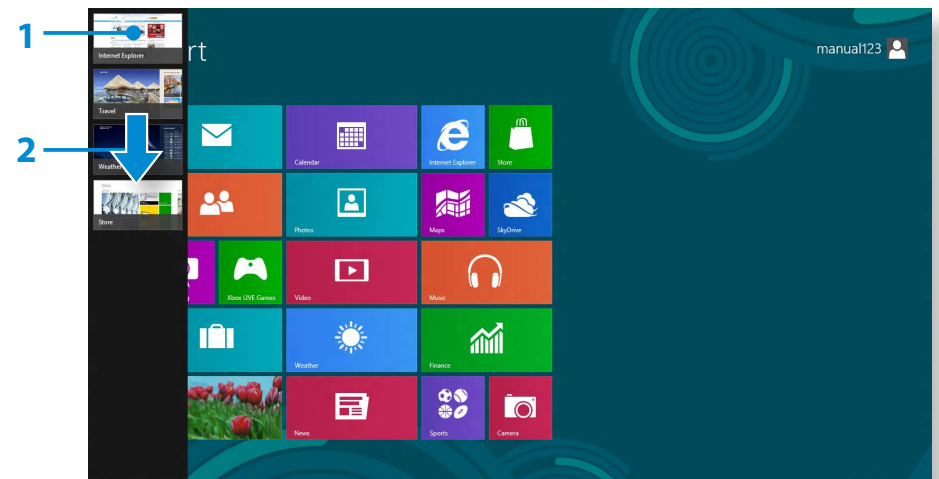 1
2
Internet Explorer
Travel
Weather
Store
Store
rt
manual123
Calendar
Internet Explorer
Store
Photos
Maps
SkyDrive
g
Xbox LIVE Games
Video
Music
Weather
Finance
News
Sports
Camera